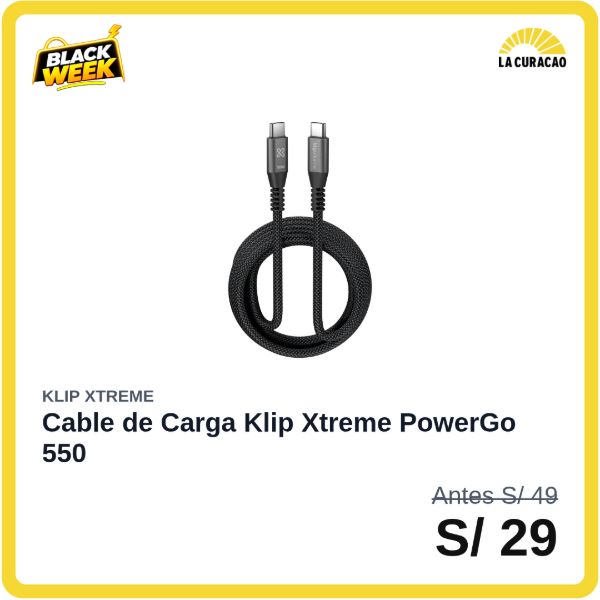 BLACK
WEEK
LA CURACAO
KLIP XTREME
Cable de Carga Klip Xtreme PowerGo
550
Antes S/ 49
S/ 29